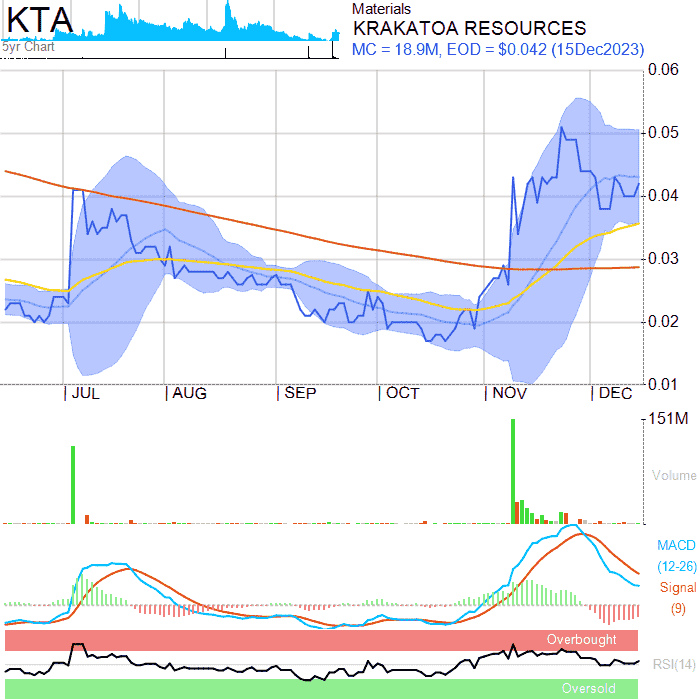 KTA
5yr Chart
Materials
KRAKATOA RESOURCES
MC = 18.9M, EOD = $0.042 (15Dec2023)
0.06
0.05
0.04
0.03
0.02
0.01
JUL AUG SEP OCT NOV DEC
151M
Volume
MACD
(12-26)
Signal
(9)
Overbought
RSI(14)
Oversold